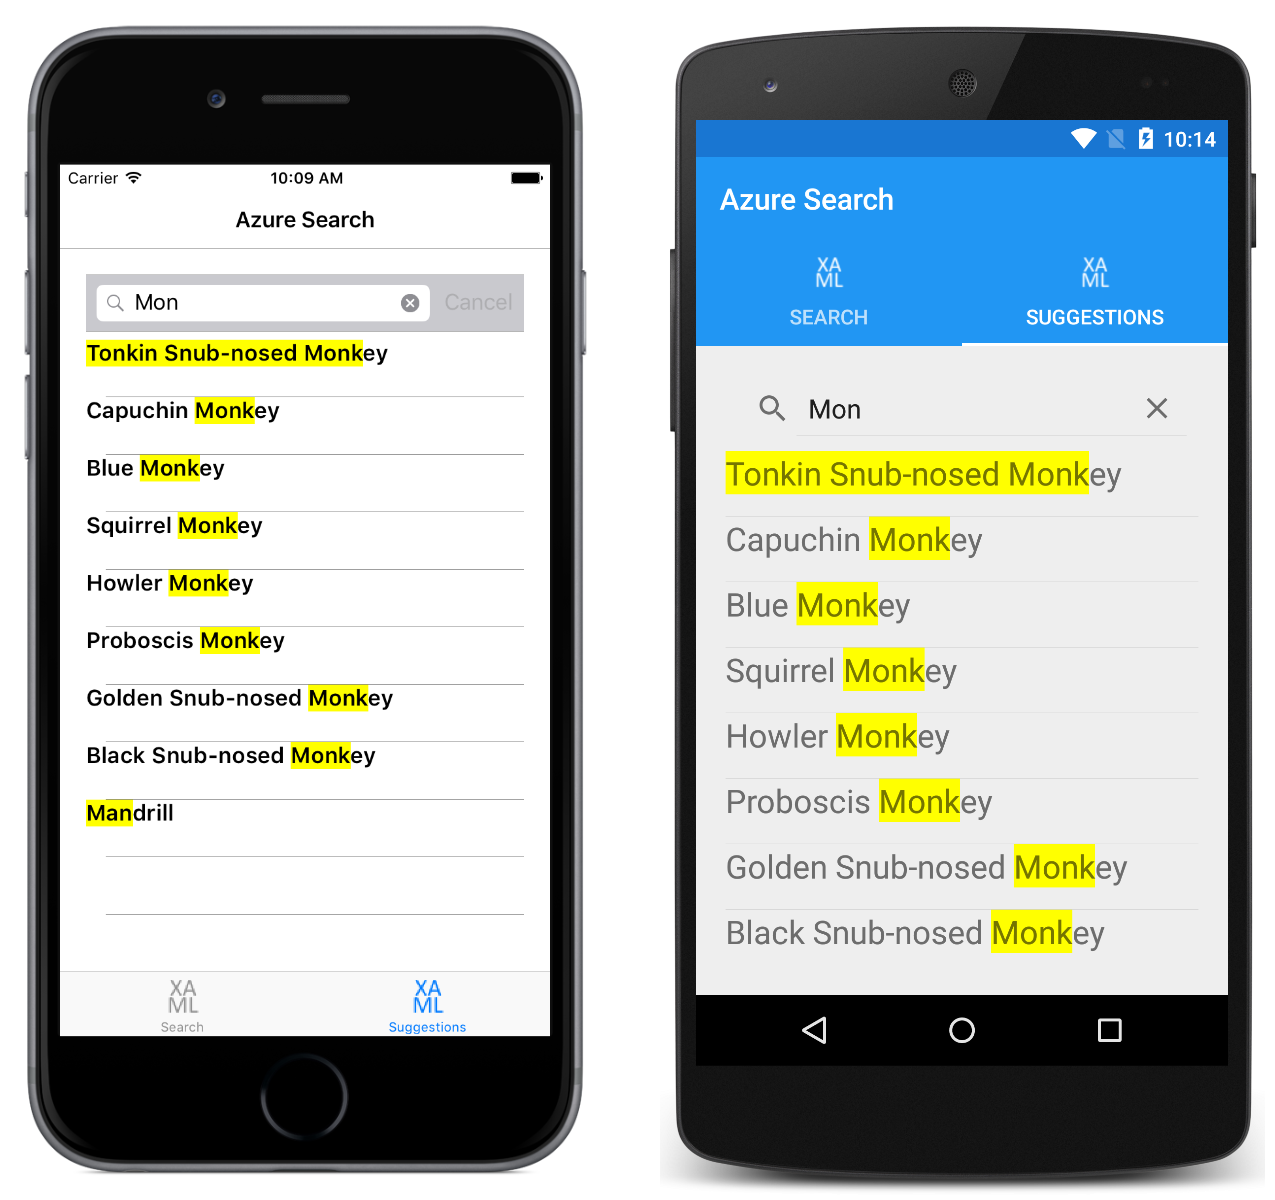 Carrier 10:09 AM
Azure Search
Mon Cancel
Tonkin Snub-nosed Monkey
Capuchin Monkey
Blue Monkey
Squirrel Monkey
Howler Monkey
Proboscis Monkey
Golden Snub-nosed Monkey
Black Snub-nosed Monkey
Mandrill
XA XA
ML ML
Search Suggestions
10:14
Azure Search
XA XA
ML ML
SEARCH SUGGESTIONS
Mon
Tonkin Snub-nosed Monkey
Capuchin Monkey
Blue Monkey
Squirrel Monkey
Howler Monkey
Proboscis Monkey
Golden Snub-nosed Monkey
Black Snub-nosed Monkey